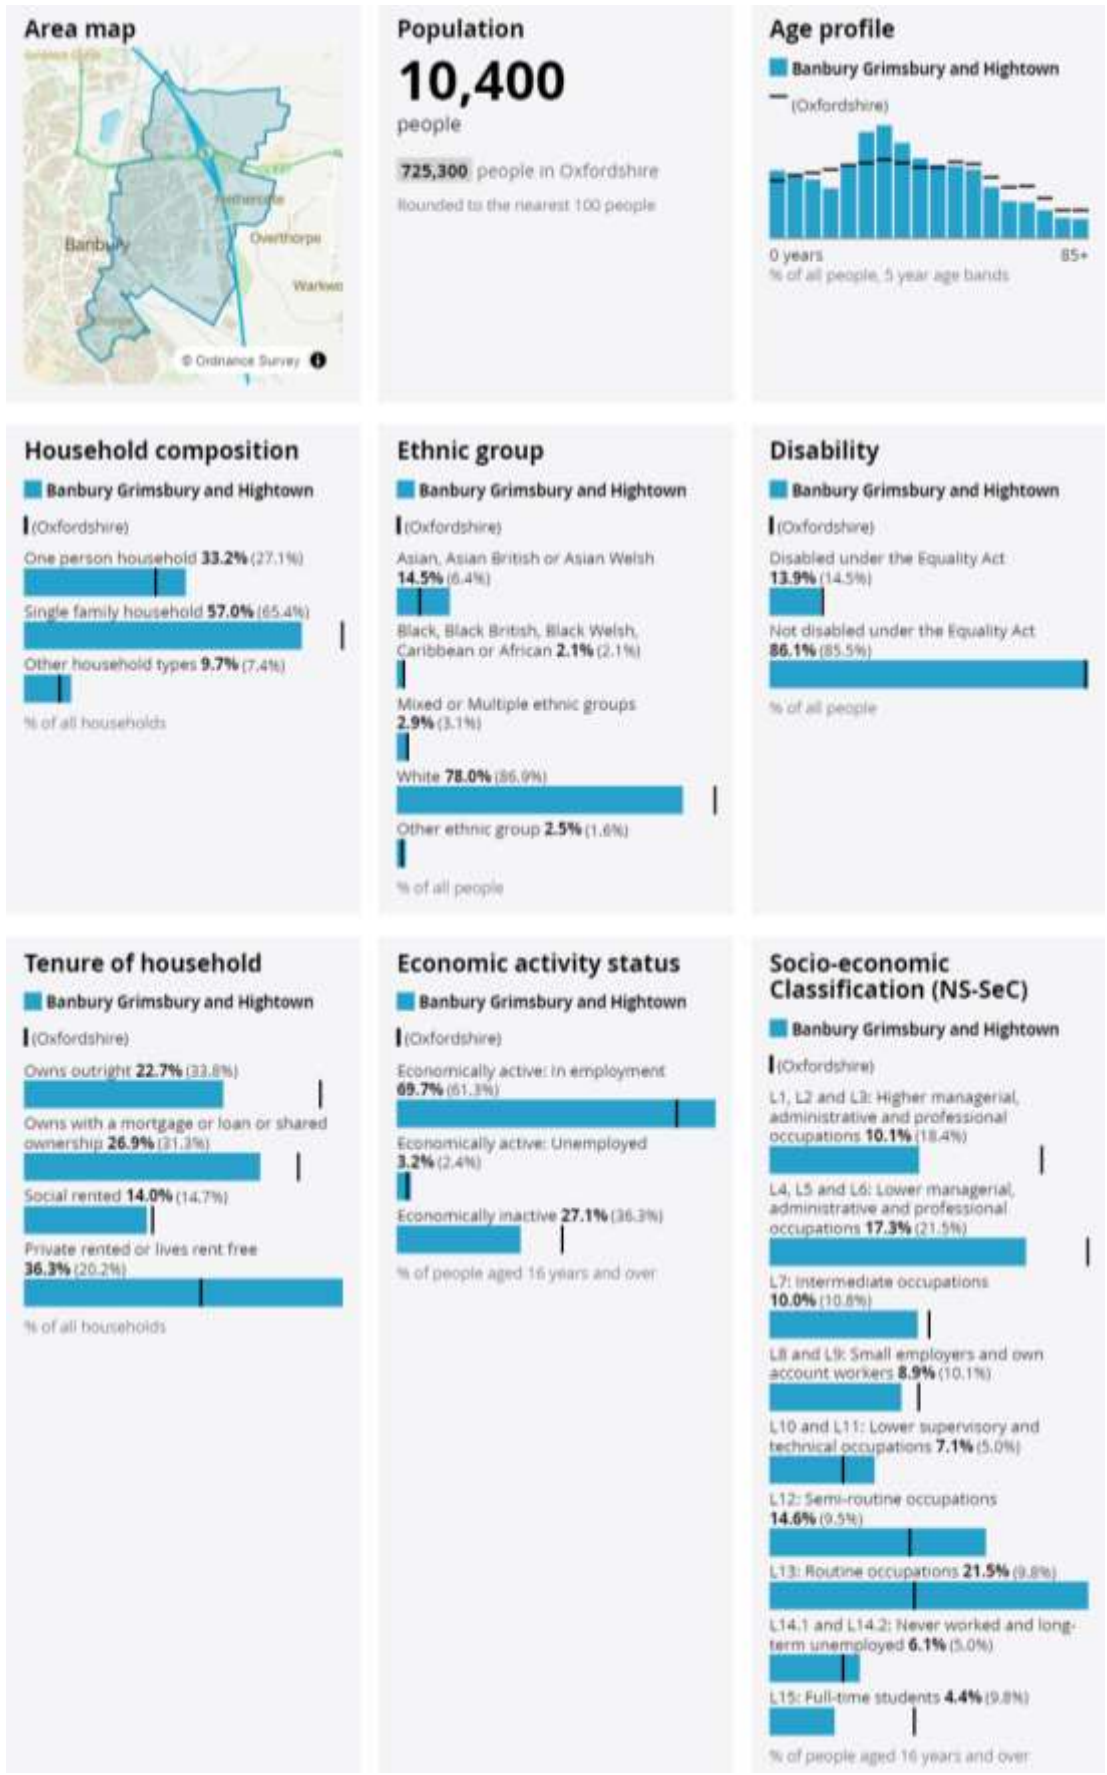 Area map
Banbury
Overthorpe
© Ordnance Survey
Population
10,400
people
725,300 people in Oxfordshire
Rounded to the nearest 100 people
Age profile
Banbury Grimsbury and Hightown
(Oxfordshire)
0 years
85+
% of all people, 5 year age bands
Household composition
Banbury Grimsbury and Hightown
(Oxfordshire)
One person household 33.2% (27.1%)
Single family household 57.0% (65.4%)
Other household types 9.7% (7.4%)
% of all households
Ethnic group
Banbury Grimsbury and Hightown
(Oxfordshire)
Asian, Asian British or Asian Welsh
14.5% (6.4%)
Black, Black British, Black Welsh,
Caribbean or African 2.1% (2.1%)
Mixed or Multiple ethnic groups
2.9% (3.1%)
White 78.0% (86.9%)
Other ethnic group 2.5% (1.6%)
% of all people
Disability
Banbury Grimsbury and Hightown
(Oxfordshire)
Disabled under the Equality Act
13.9% (14.5%)
Not disabled under the Equality Act
86.1% (85.5%)
% of all people
Tenure of household
Banbury Grimsbury and Hightown
(Oxfordshire)
Owns outright 22.7% (33.8%)
Owns with a mortgage or loan or shared
ownership 26.9% (31.3%)
Social rented 14.0% (14.7%)
Private rented or lives rent free
36.3% (20.2%)
% of all households
Economic activity status
Banbury Grimsbury and Hightown
(Oxfordshire)
Economically active: In employment
69.7% (61.3%)
Economically active: Unemployed
3.2% (2.4%)
Economically inactive 27.1% (36.3%)
% of people aged 16 years and over
Socio-economic
Classification (NS-SeC)
Banbury Grimsbury and Hightown
(Oxfordshire)
L1, L2 and L3: Higher managerial,
administrative and professional
occupations 10.1% (18.4%)
L4, L5 and L6: Lower managerial,
administrative and professional
occupations 17.3% (21.5%)
L7: Intermediate occupations
10.0% (10.8%)
L8 and L9: Small employers and own
account workers 8.9% (10.1%)
L10 and L11: Lower supervisory and
technical occupations 7.1% (5.0%)
L12: Semi-routine occupations
14.6% (9.5%)
L13: Routine occupations 21.5% (9.8%)
L14.1 and L14.2: Never worked and long-
term unemployed 6.1% (5.0%)
L15: Full-time students 4.4% (9.8%)
% of people aged 16 years and over